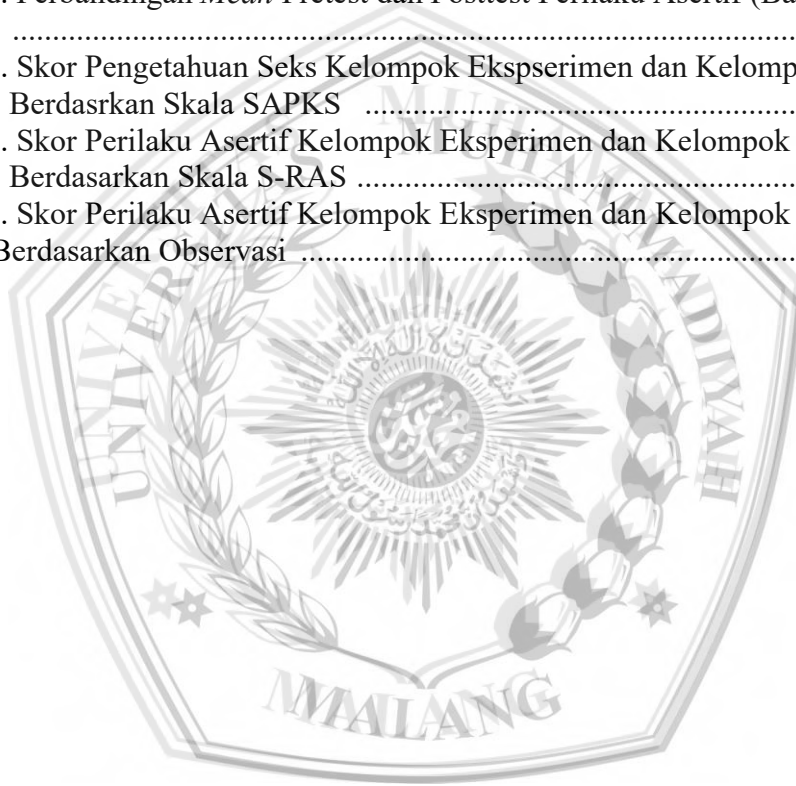 . Perbandingan Mean Pretest dan Posttest Perilaku Asertif (Ba
....................................................................................................
. Skor Pengetahuan Seks Kelompok Ekspserimen dan Kelomp
Berdasrkan Skala SAPKS ......................................................
. Skor Perilaku Asertif Kelompok Eksperimen dan Kelompok
Berdasarkan Skala S-RAS .......................................................
. Skor Perilaku Asertif Kelompok Eksperimen dan Kelompok
Berdasarkan Observasi ..............................................................
UNIVERSITAS MUHAMMADIYAH
MALANG